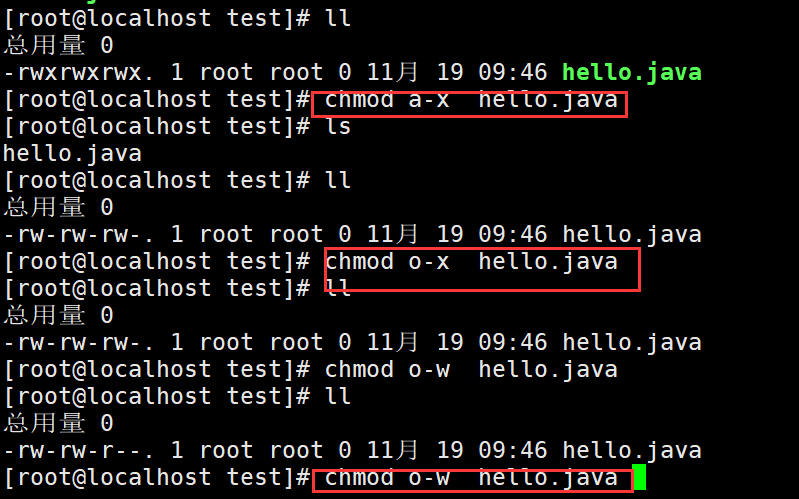 [root@localhost test]# ll
总用量 0
-rwxrwxrwx. 1 root root 0 11月 19 09:46 hello.java
[root@localhost test]# chmod a-x  hello.java
[root@localhost test]# ls
hello.java
[root@localhost test]# ll
总用量 0
-rw-rw-rw-. 1 root root 0 11月 19 09:46 hello.java
[root@localhost test]# chmod o-x  hello.java
[root@localhost test]# ll
总用量 0
-rw-rw-rw-. 1 root root 0 11月 19 09:46 hello.java
[root@localhost test]# chmod o-w  hello.java
[root@localhost test]# ll
总用量 0
-rw-rw-r--. 1 root root 0 11月 19 09:46 hello.java
[root@localhost test]# chmod o-w  hello.java